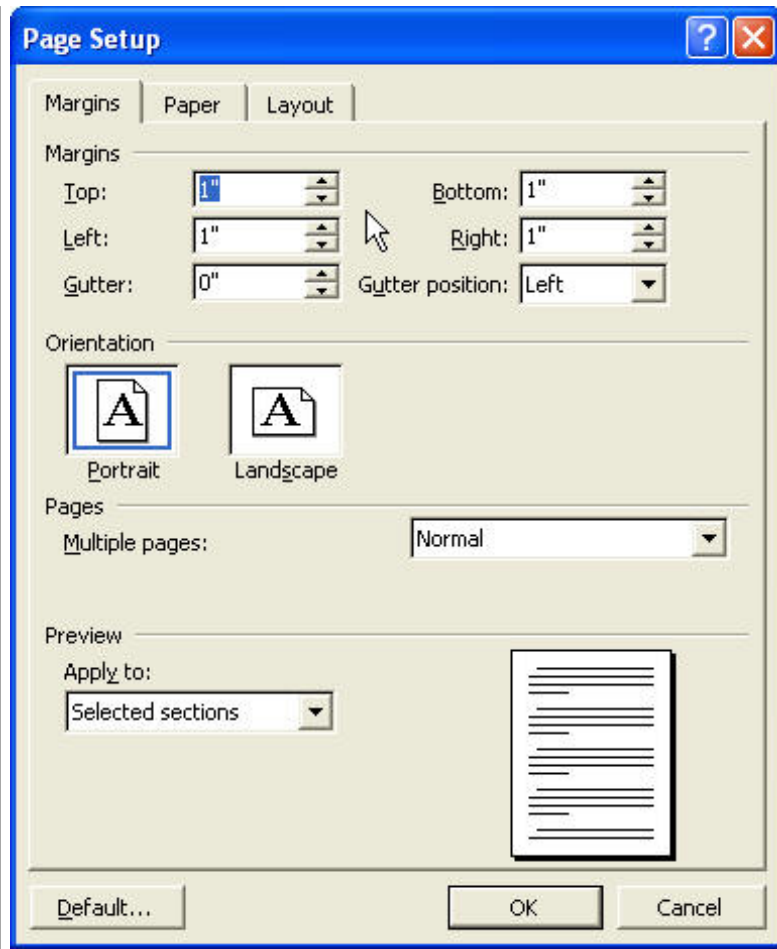 Page Setup
Margins Paper Layout
Margins
Top: 1" Bottom: 1"
Left: 1" Right: 1"
Gutter: 0" Gutter position: Left
Orientation
A A
Portrait Landscape
Pages
Multiple pages: Normal
Preview
Apply to:
Selected sections
Default... OK Cancel